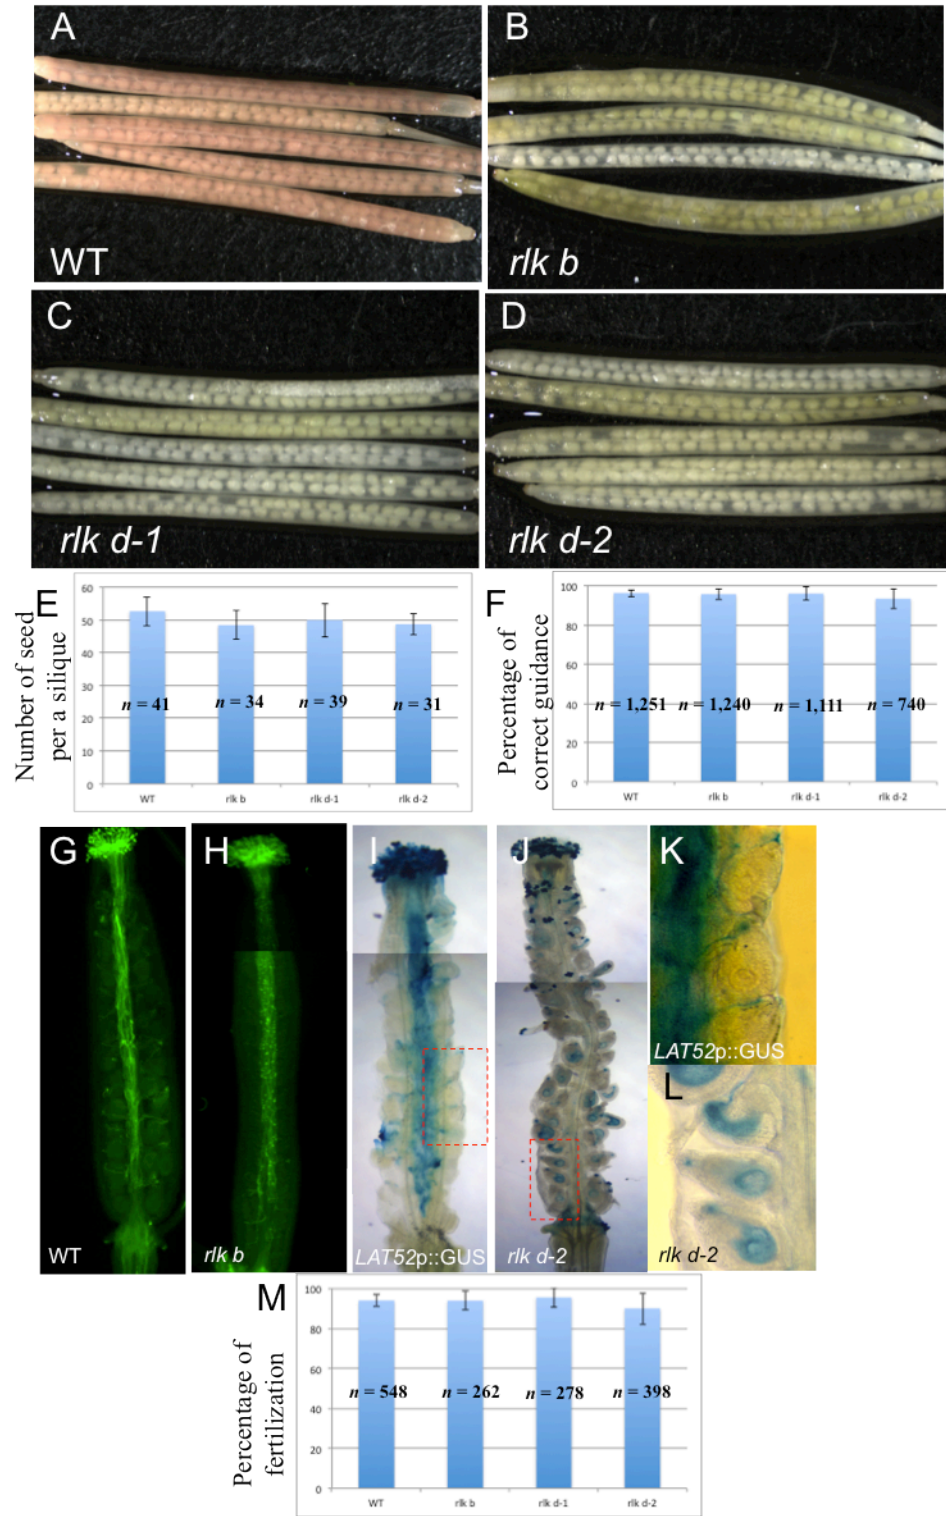 A
WT
B
rlk b
C
rlk d-1
D
rlk d-2
E
Number of seed
per a silique
60
50
40
30
20
10
0
n = 41
n = 34
n = 39
n = 31
WT
rlk b
rlk d-1
rlk d-2
F
Percentage of
correct guidance
100
80
60
40
20
0
n = 1,251
n = 1,240
n = 1,111
n = 740
WT
rlk b
rlk d-1
rlk d-2
G
WT
H
rlk b
I
LAT52p::GUS
J
rlk d-2
K
LAT52p::GUS
L
rlk d-2
M
Percentage of
fertilization
100
80
60
40
20
0
n = 548
n = 262
n = 278
n = 398
WT
rlk b
rlk d-1
rlk d-2